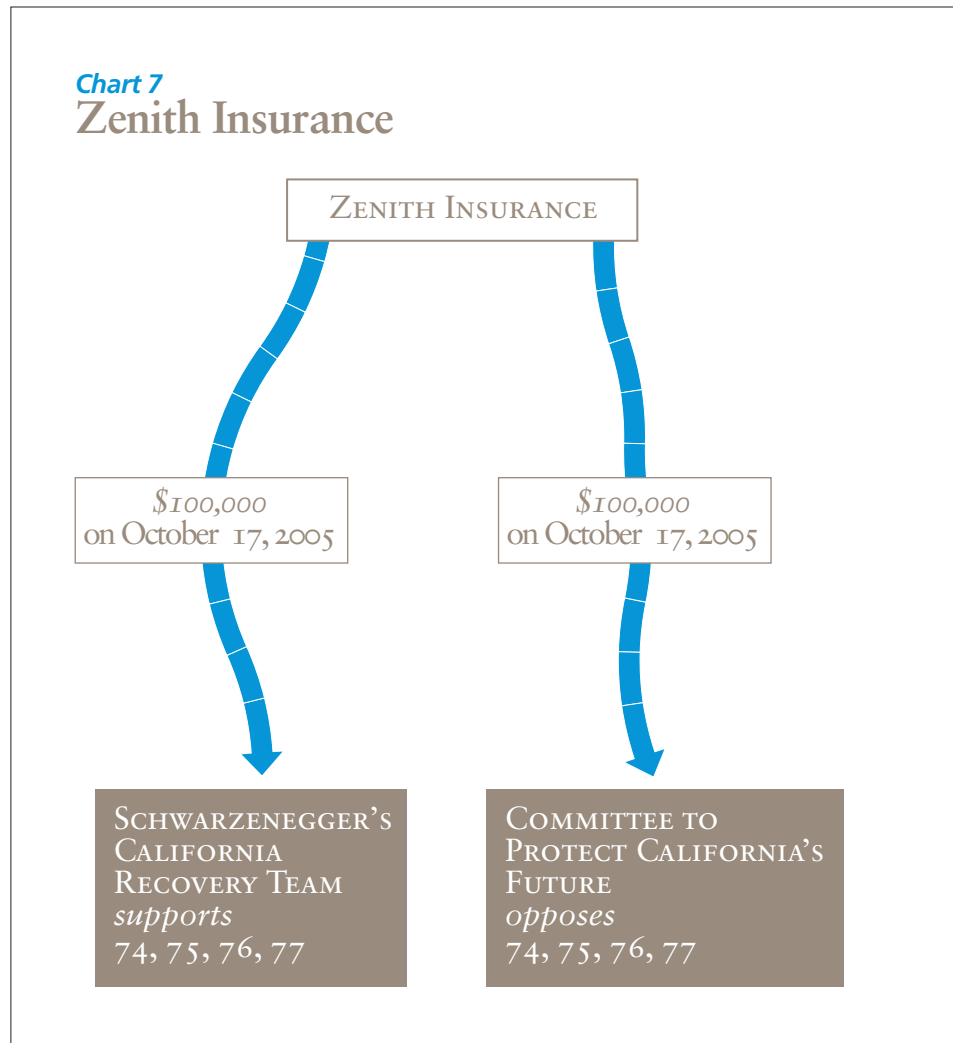 Chart 7
Zenith Insurance
Zenith Insurance
$100,000
on October 17, 2005
$100,000
on October 17, 2005
Schwarzenegger's
California
Recovery Team
supports
74, 75, 76, 77
Committee to
Protect California's
Future
opposes
74, 75, 76, 77